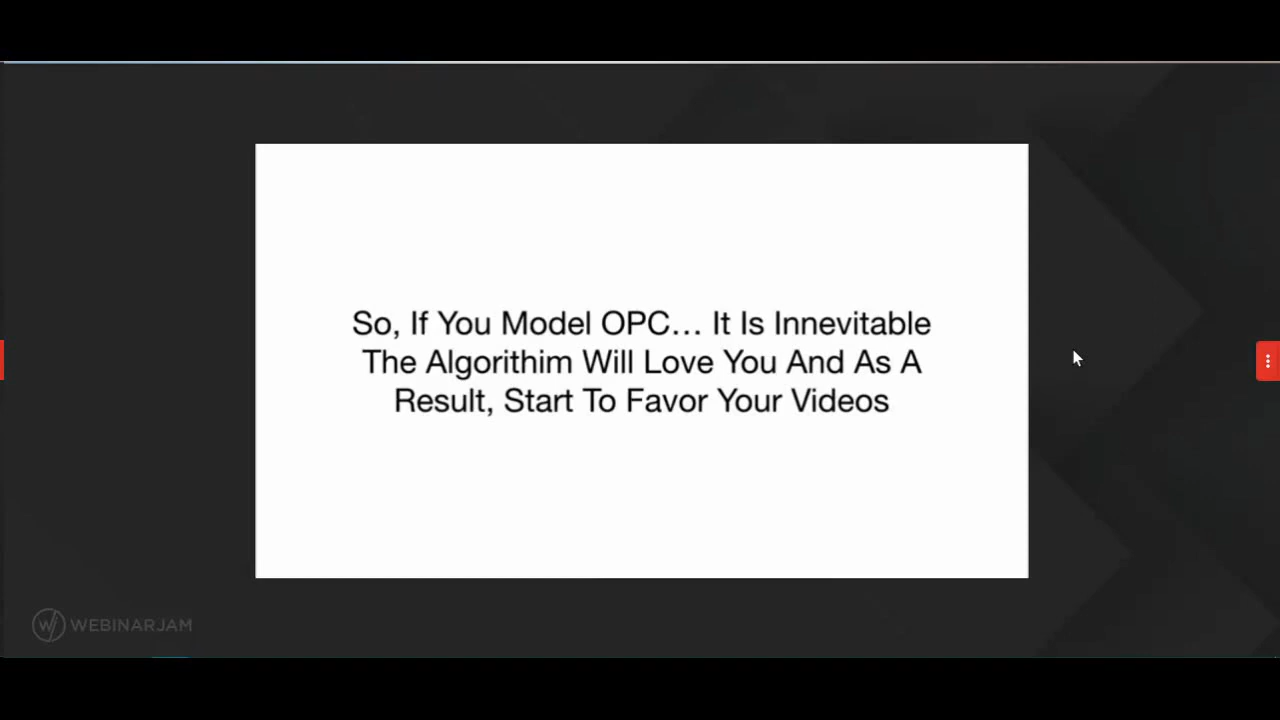 So, If You Model OPC… It Is Innevitable
The Algorithim Will Love You And As A
Result, Start To Favor Your Videos
WEBINARJAM